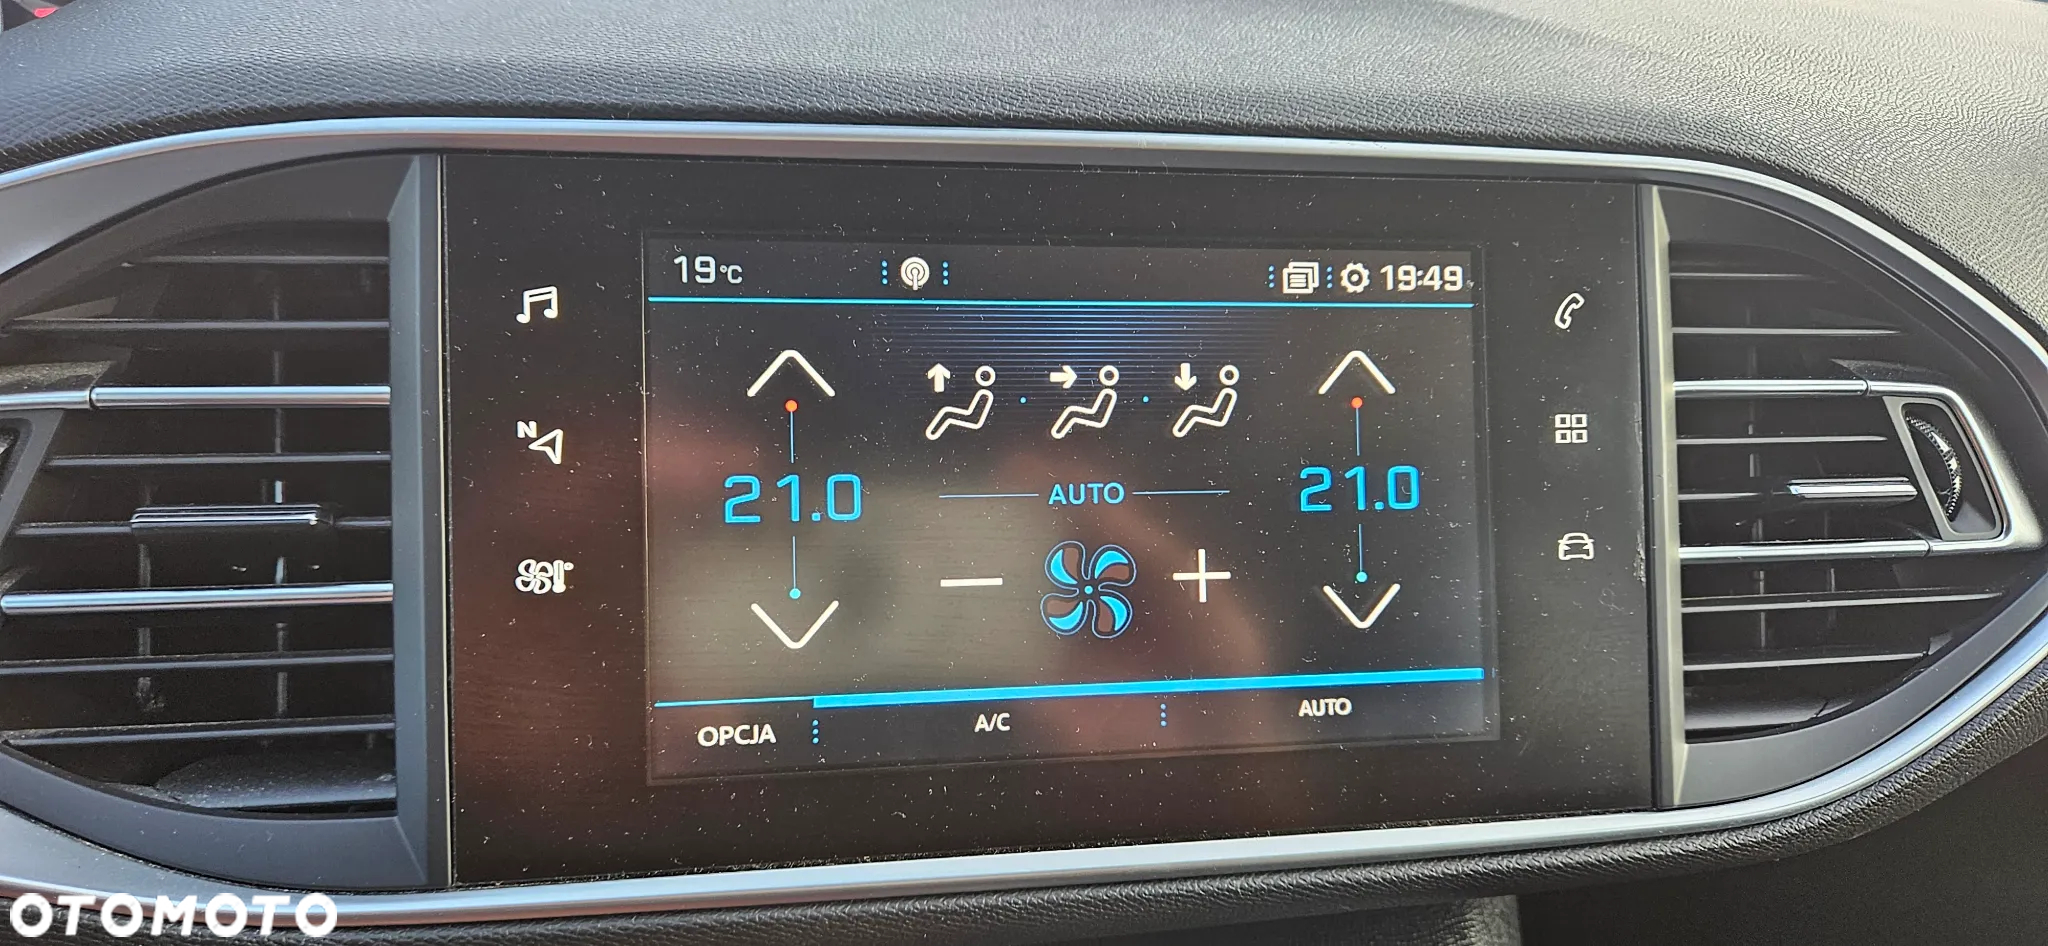 19°C 19:49
N
21.0 AUTO 21.0
OPCJA A/C AUTO
OTOMOTO